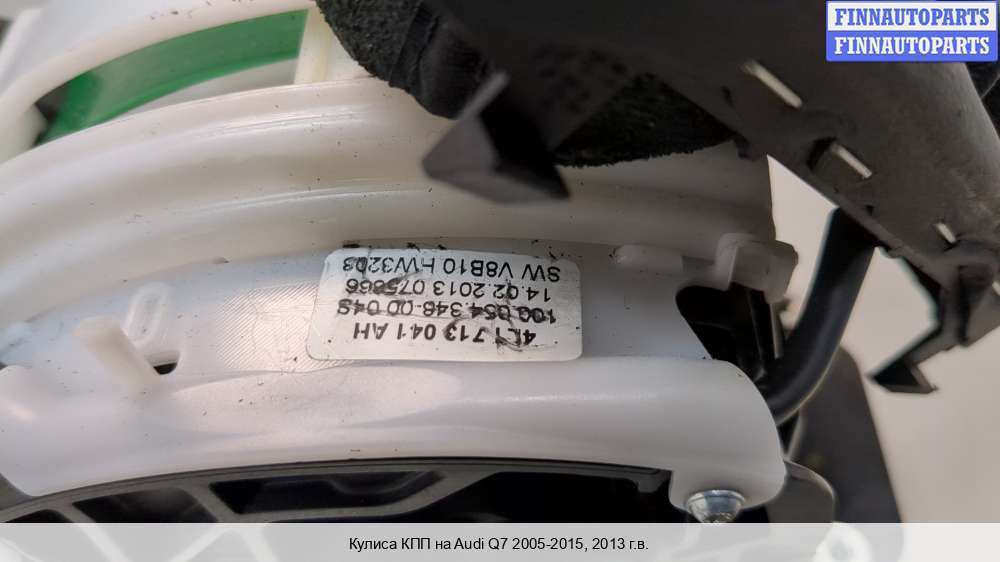 FINNAUTOPARTS
FINNAUTOPARTS
4L1 713 041 AH
100.054.348-00 04S
14.02.2013 075866
SW V8B10 HW3203
Кулиса КПП на Audi Q7 2005-2015, 2013 г.в.